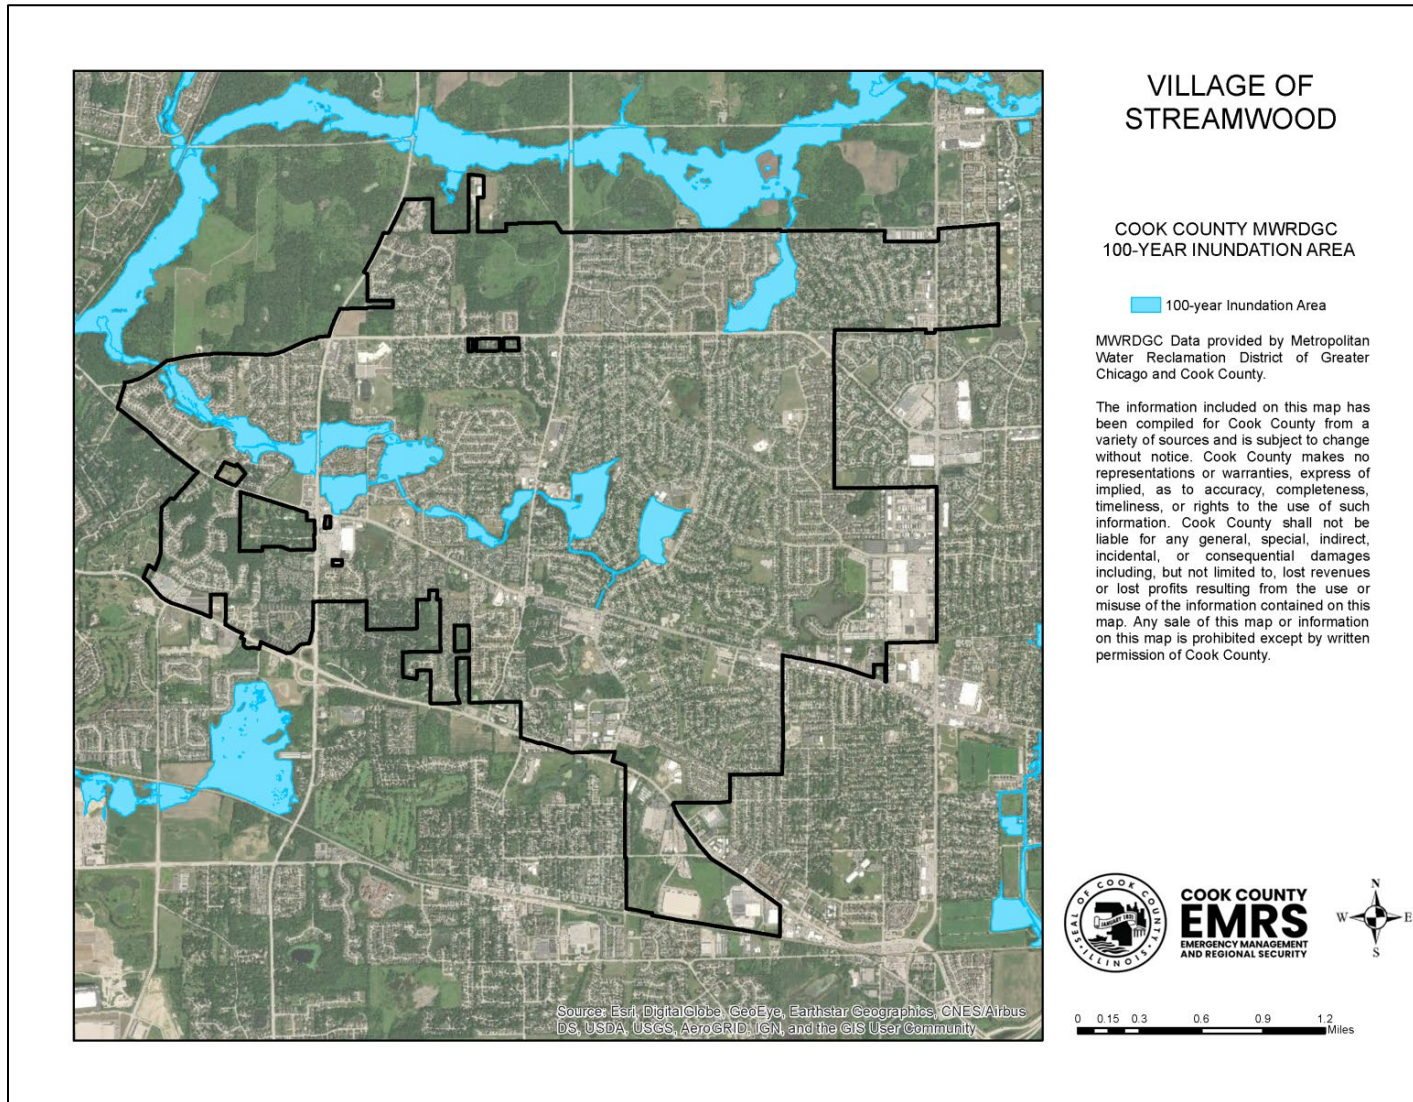 VILLAGE OF
STREAMWOOD
COOK COUNTY MWRDGC
100-YEAR INUNDATION AREA
100-year Inundation Area
MWRDGC Data provided by Metropolitan
Water Reclamation District of Greater
Chicago and Cook County.
The information included on this map has
been compiled for Cook County from a
variety of sources and is subject to change
without notice. Cook County makes no
representations or warranties, express of
implied, as to accuracy, completeness,
timeliness, or rights to the use of such
information. Cook County shall not be
liable for any general, special, indirect,
incidental, or consequential damages
including, but not limited to, lost revenues
or lost profits resulting from the use or
misuse of the information contained on this
map. Any sale of this map or information
on this map is prohibited except by written
permission of Cook County.
SEAL OF COOK COUNTY
JANUARY 1831
ILLINOIS
COOK COUNTY
EMRS
EMERGENCY MANAGEMENT
AND REGIONAL SECURITY
N
W E
S
0 0.15 0.3 0.6 0.9 1.2
Miles
Source: Esri, DigitalGlobe, GeoEye, Earthstar Geographics, CNES/Airbus
DS, USDA, USGS, AeroGRID, IGN, and the GIS User Community